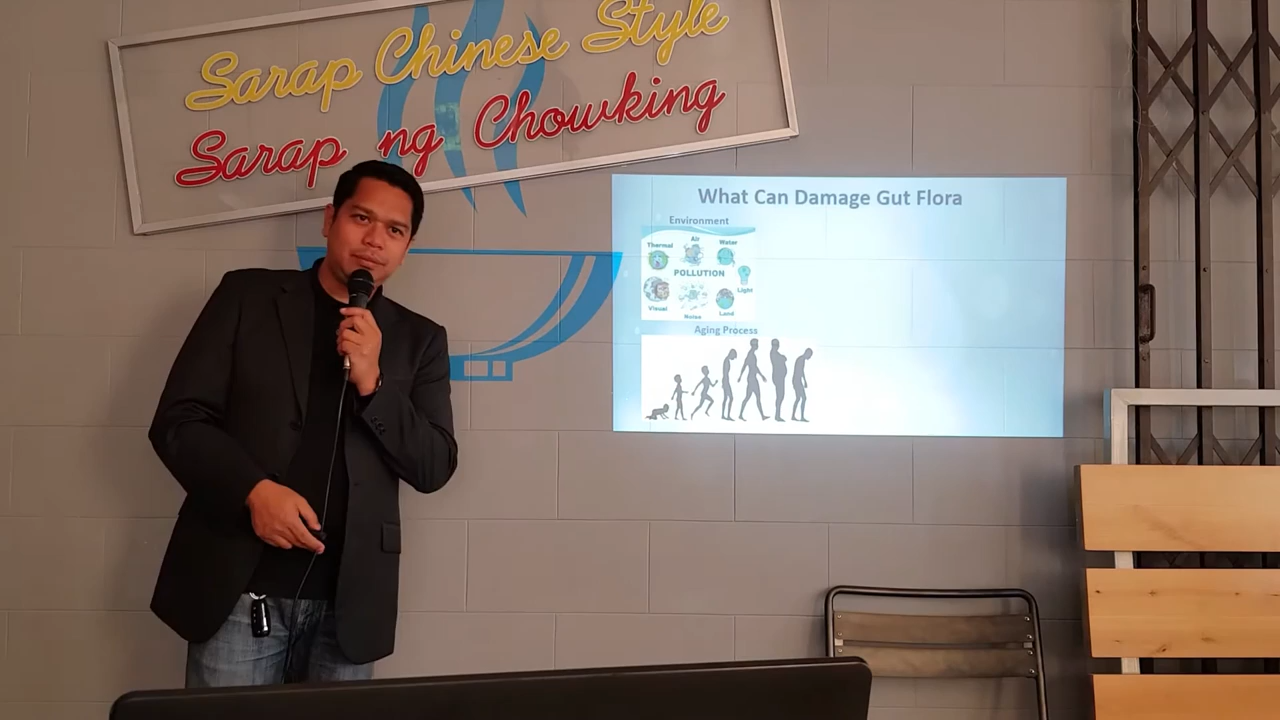 Sarap Chinese Style
Sarap ng Chowking
What Can Damage Gut Flora
Environment
Thermal
Air
Water
POLLUTION
Light
Visual
Noise
Land
Aging Process